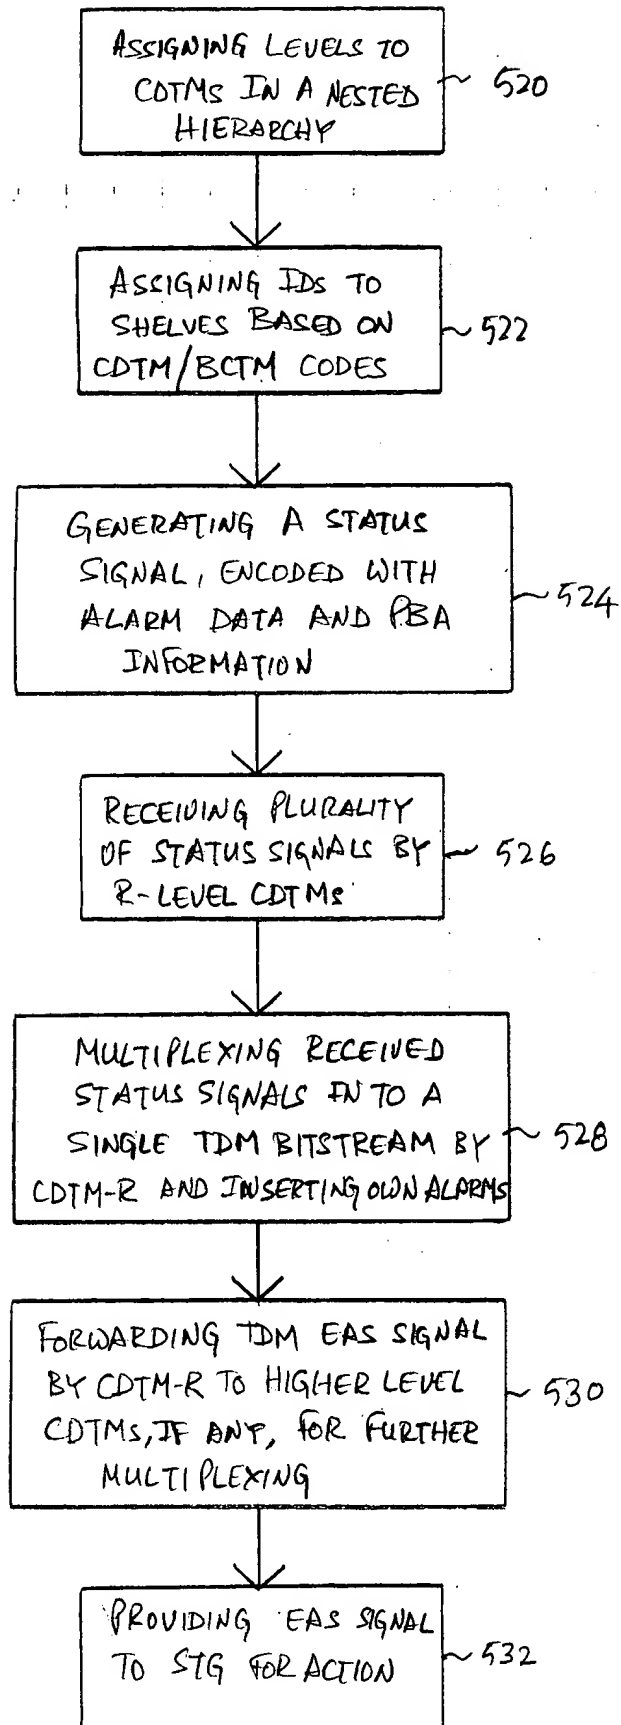 ASSIGNING LEVELS TO
CDTMs IN A NESTED
HIERARCHY
520
ASSIGNING IDs TO
SHELVES BASED ON
CDTM/BCTM CODES
522
GENERATING A STATUS
SIGNAL, ENCODED WITH
ALARM DATA AND PBA
INFORMATION
524
RECEIVING PLURALITY
OF STATUS SIGNALS BY
R-LEVEL CDTMs
526
MULTIPLEXING RECEIVED
STATUS SIGNALS IN TO A
SINGLE TDM BITSTREAM BY
CDTM-R AND INSERTING OWN ALARMS
528
FORWARDING TDM EAS SIGNAL
BY CDTM-R TO HIGHER LEVEL
CDTMs, IF ANY, FOR FURTHER
MULTIPLEXING
530
PROVIDING EAS SIGNAL
TO STG FOR ACTION
532